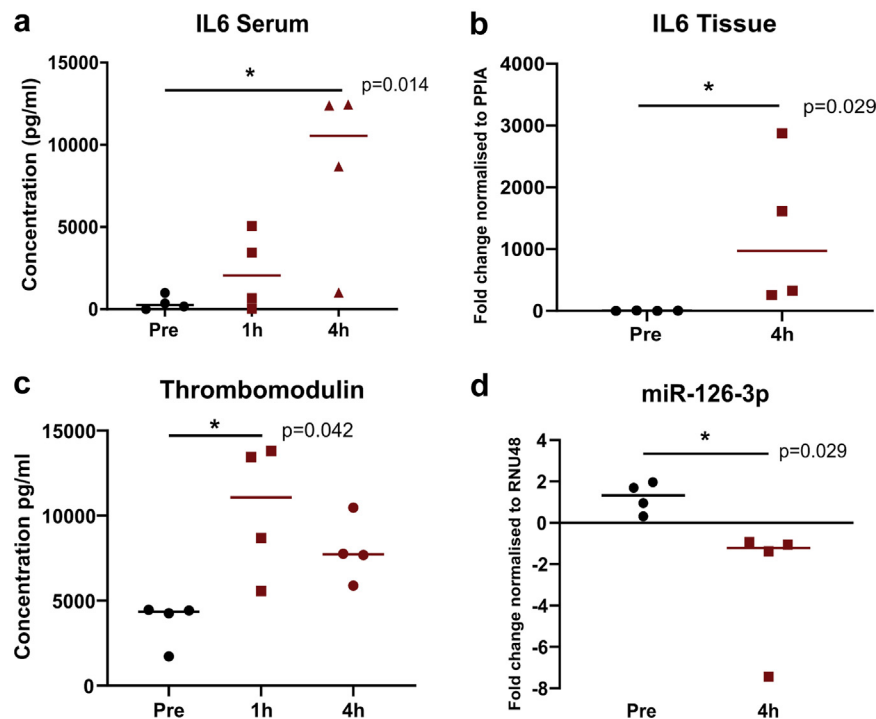 a
IL6 Serum
Concentration (pg/ml)
15000
10000
5000
0
*
p=0.014
Pre
1h
4h
b
IL6 Tissue
Fold change normalised to PPIA
4000
3000
2000
1000
0
*
p=0.029
Pre
4h
c
Thrombomodulin
Concentration pg/ml
15000
10000
5000
0
*
p=0.042
Pre
1h
4h
d
miR-126-3p
Fold change normalised to RNU48
4
2
0
-2
-4
-6
-8
*
p=0.029
Pre
4h